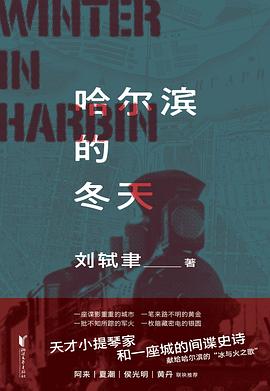 WINTER
IN
HARBIN
哈尔滨
的
冬天
刘轼聿 著
一座谍影重重的城市 一笔来路不明的黄金
一批不知所踪的军火 一枚隐藏密电的银圆
天才小提琴家 和一座城的间谍史诗
献给哈尔滨的“冰与火之歌”
阿来｜夏潮｜侯光明｜黄丹 联袂推荐